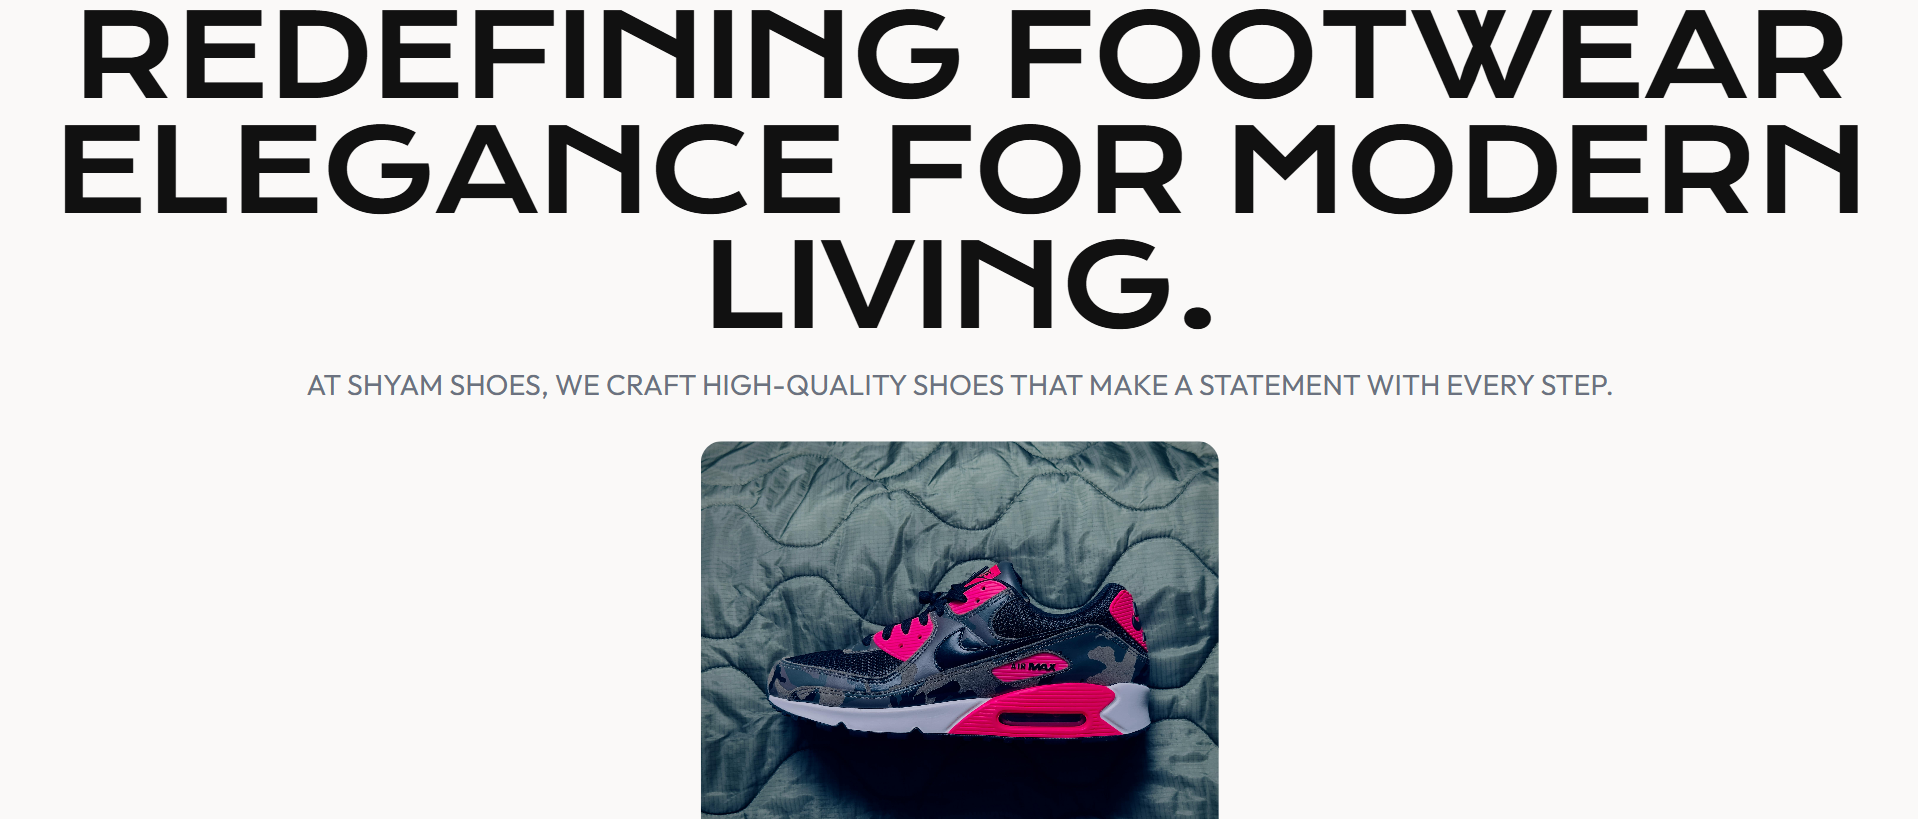 REDEFINING FOOTWEAR
ELEGANCE FOR MODERN
LIVING.
AT SHYAM SHOES, WE CRAFT HIGH-QUALITY SHOES THAT MAKE A STATEMENT WITH EVERY STEP.
AIR MAX